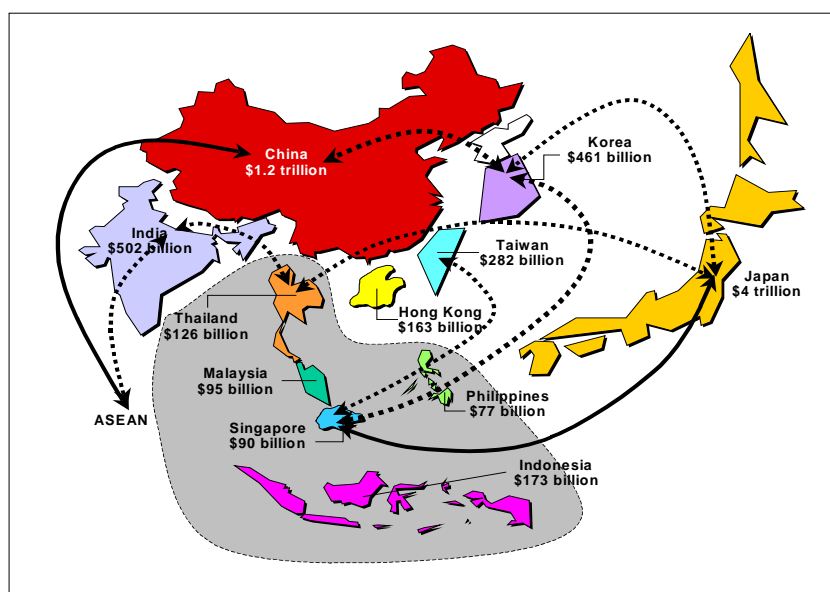 China
$1.2 trillion
Korea
$461 billion
India
$502 billion
Taiwan
$282 billion
Japan
$4 trillion
Hong Kong
$163 billion
Thailand
$126 billion
Malaysia
$95 billion
Philippines
$77 billion
ASEAN
Singapore
$90 billion
Indonesia
$173 billion